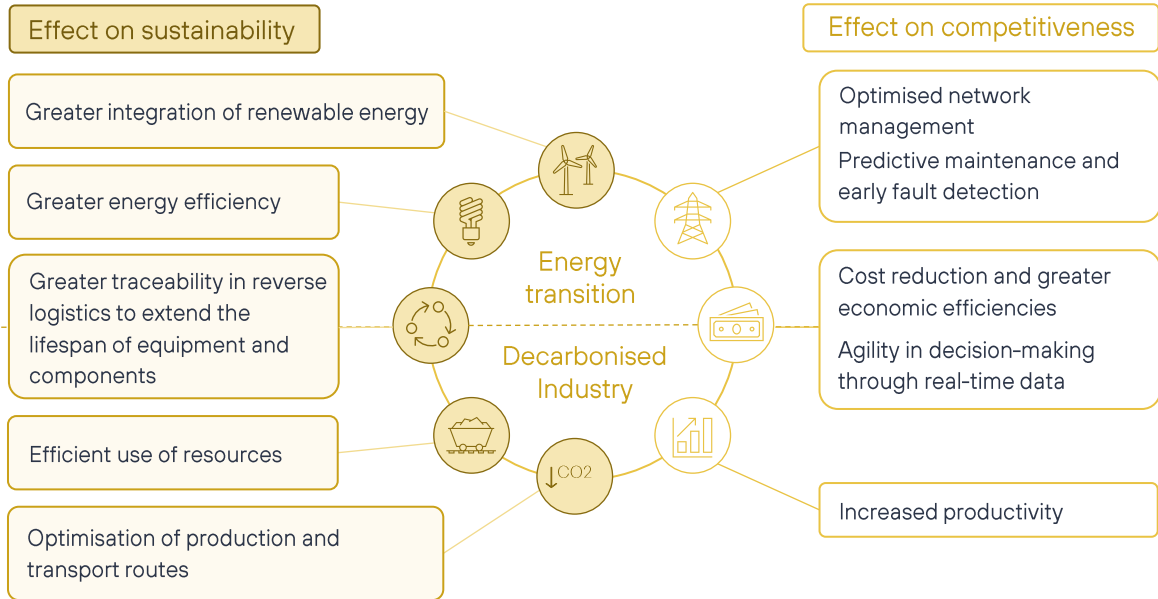 Effect on sustainability
Effect on competitiveness
Greater integration of renewable energy
Greater energy efficiency
Greater traceability in reverse
logistics to extend the
lifespan of equipment and
components
Efficient use of resources
Optimisation of production and
transport routes
Energy
transition
Decarbonised
Industry
CO2
Optimised network
management
Predictive maintenance and
early fault detection
Cost reduction and greater
economic efficiencies
Agility in decision-making
through real-time data
Increased productivity